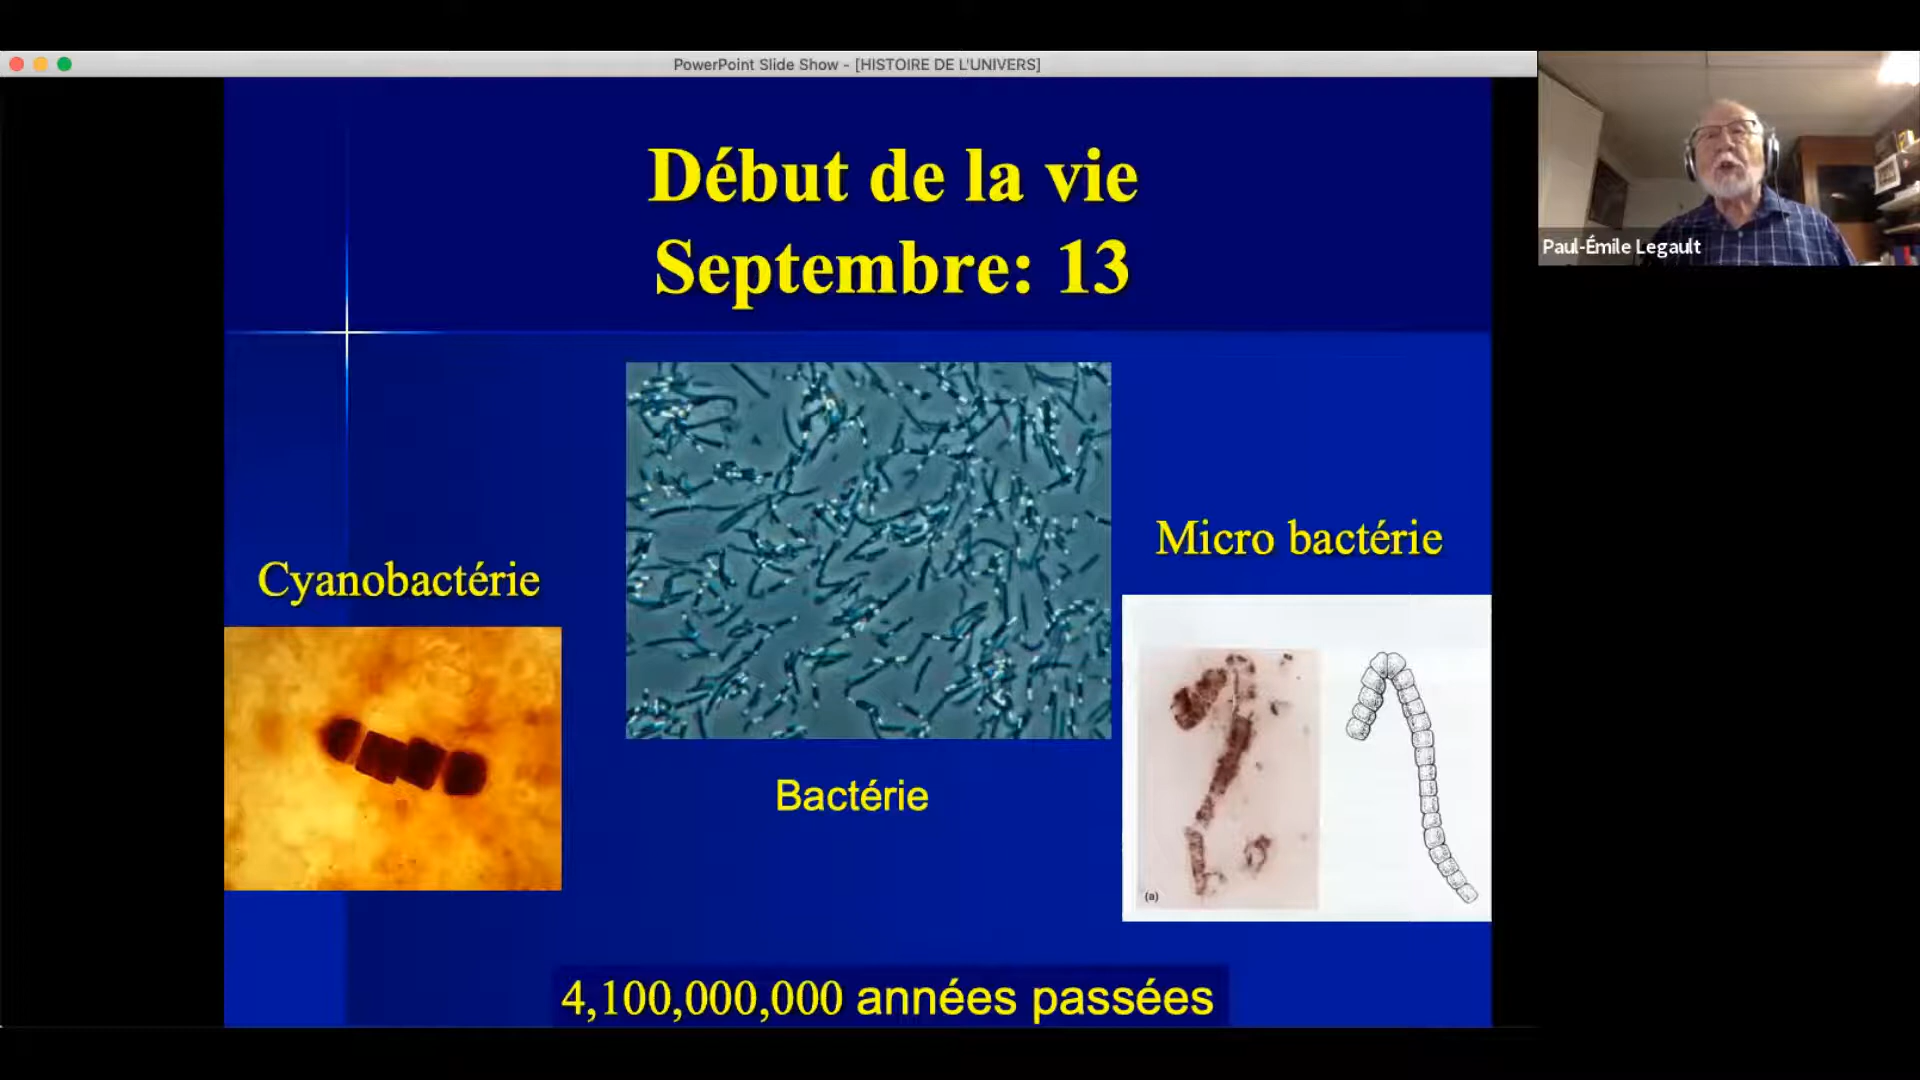 PowerPoint Slide Show - [HISTOIRE DE L'UNIVERS]
Paul-Émile Legault
Début de la vie
Septembre: 13
Micro bactérie
Cyanobactérie
Bactérie
(a)
4,100,000,000 années passées